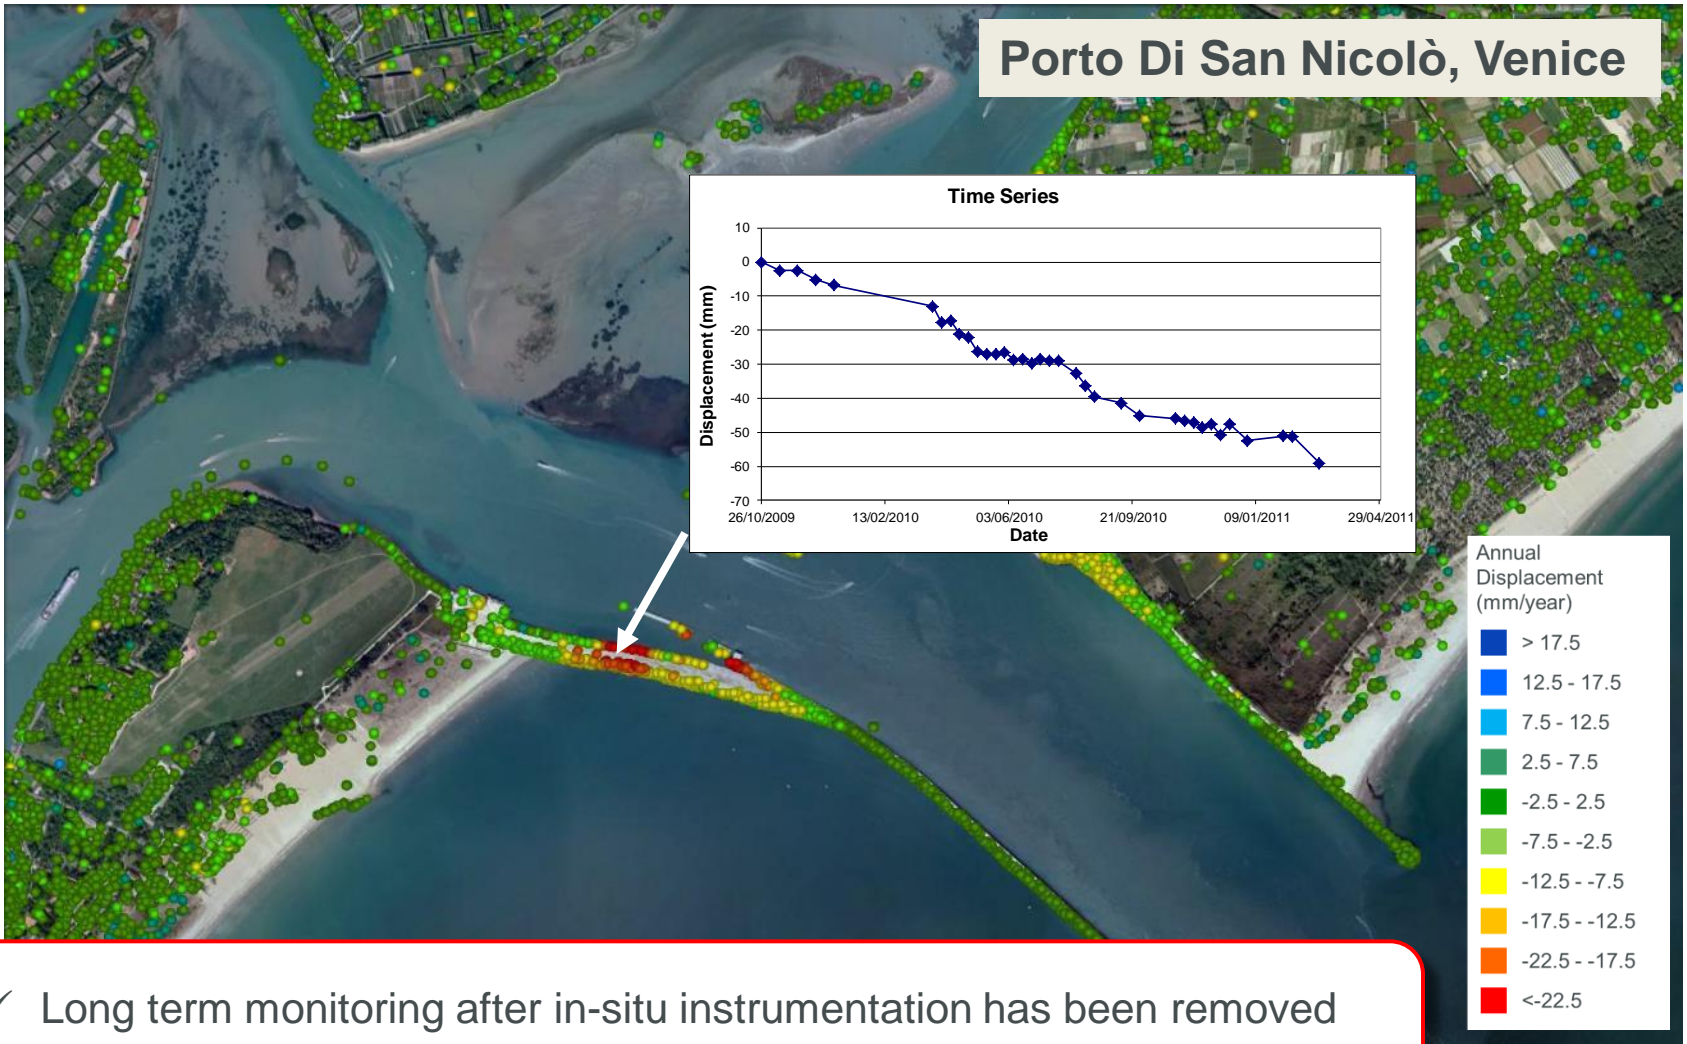 Porto Di San Nicolò, Venice
Time Series
Displacement (mm)
10
0
-10
-20
-30
-40
-50
-60
-70
26/10/2009 13/02/2010 03/06/2010 21/09/2010 09/01/2011 29/04/2011
Date
Annual
Displacement
(mm/year)
> 17.5
12.5 - 17.5
7.5 - 12.5
2.5 - 7.5
-2.5 - 2.5
-7.5 - -2.5
-12.5 - -7.5
-17.5 - -12.5
-22.5 - -17.5
<-22.5
✓ Long term monitoring after in-situ instrumentation has been removed